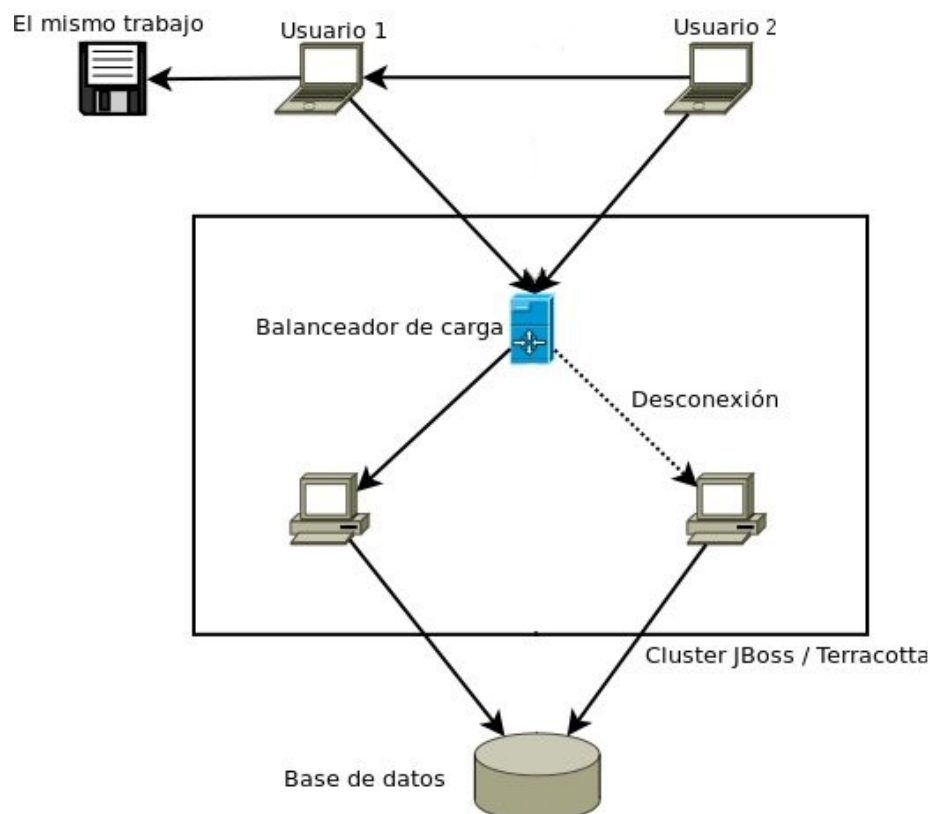 El mismo trabajo
Usuario 1
Usuario 2
Balanceador de carga
Desconexión
Cluster JBoss / Terracotta
Base de datos